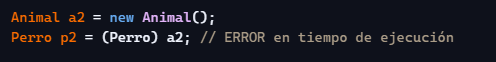 Animal a2 = new Animal();
Perro p2 = (Perro) a2; // ERROR en tiempo de ejecución